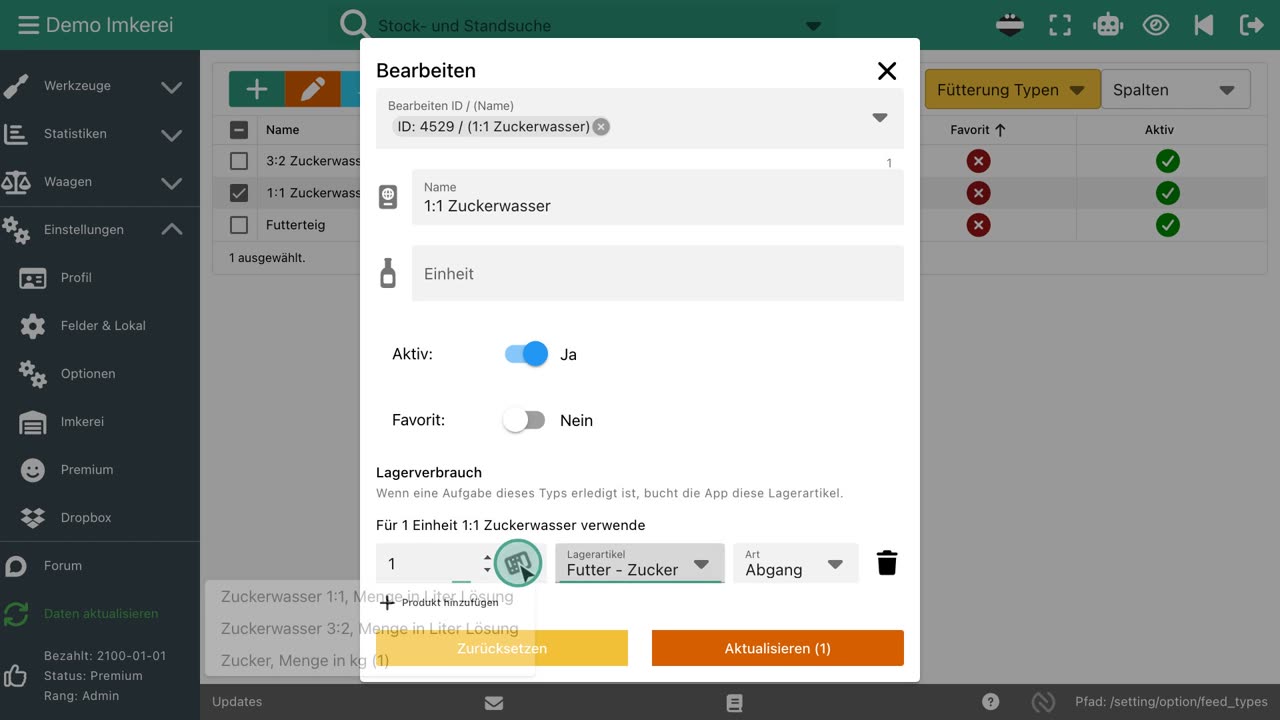 Demo Imkerei
Stock- und Standsuche
Werkzeuge
Statistiken
Waagen
Einstellungen
Profil
Felder & Lokal
Optionen
Imkerei
Premium
Dropbox
Forum
Daten aktualisieren
Bezahlt: 2100-01-01
Status: Premium
Rang: Admin
Fütterung Typen
Spalten
Name
Favorit
Aktiv
3:2 Zuckerwass
1:1 Zuckerwass
Futterteig
1 ausgewählt.
Bearbeiten
Bearbeiten ID / (Name)
ID: 4529 / (1:1 Zuckerwasser)
1
Name
1:1 Zuckerwasser
Einheit
Aktiv:
Ja
Favorit:
Nein
Lagerverbrauch
Wenn eine Aufgabe dieses Typs erledigt ist, bucht die App diese Lagerartikel.
Für 1 Einheit 1:1 Zuckerwasser verwende
1
Lagerartikel
Futter - Zucker
Art
Abgang
Produkt hinzufügen
Zuckerwasser 1:1, Menge in Liter Lösung
Zuckerwasser 3:2, Menge in Liter Lösung
Zucker, Menge in kg (1)
Zurücksetzen
Aktualisieren (1)
Updates
Pfad: /setting/option/feed_types